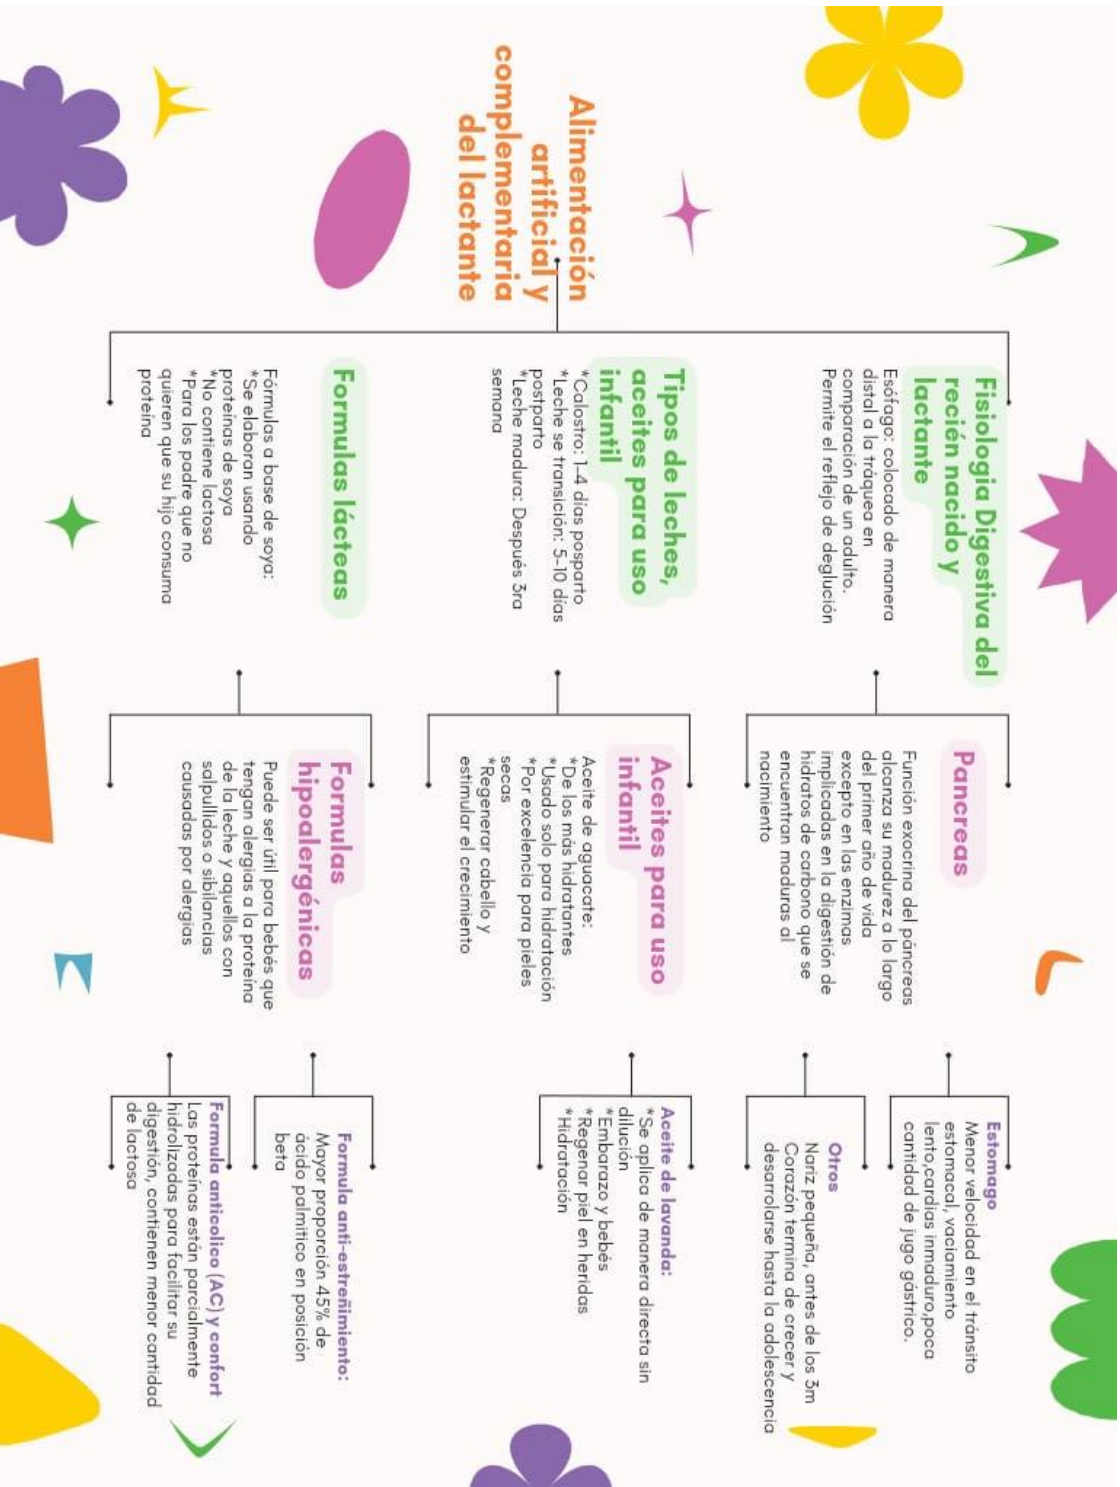 Alimentación
artificial y
complementaria
del lactante
Fisiologia Digestiva del
recién nacido y
lactante
Esófago: colocado de manera
distal a la tráquea en
comparación de un adulto.
Permite el reflejo de deglución
Pancreas
Función exocrina del páncreas
alcanza su madurez a lo largo
del primer año de vida
excepto en las enzimas
implicadas en la digestión de
hidratos de carbono que se
encuentran maduras al
nacimiento
Estomago
Menor velocidad en el tránsito
estomacal, vaciamiento
lento,cardias inmaduro,poca
cantidad de jugo gástrico.
Otros
Nariz pequeña, antes de los 3m
Corazón termina de crecer y
desarrolarse hasta la adolescencia
Tipos de leches,
aceites para uso
infantil
*Calostro: 1-4 días posparto
*Leche se transición: 5-10 días
postparto
*Leche madura: Después 3ra
semana
Aceites para uso
infantil
Aceite de aguacate:
*De los más hidratantes
*Usado solo para hidratación
*Por excelencia para pieles
secas
*Regenerar cabello y
estimular el crecimiento
Aceite de lavanda:
*Se aplica de manera directa sin
dilución
*Embarazo y bebés
*Regenar piel en heridas
*Hidratación
Formulas lácteas
Fórmulas a base de soya:
*Se elaboran usando
proteinas de soya
*No contiene lactosa
*Para los padre que no
quieren que su hijo consuma
proteína
Formulas
hipoalergénicas
Puede ser útil para bebés que
tengan alergias a la proteína
de la leche y aquellos con
salpullidos o sibilancias
causadas por alergias
Formula anti-estreñimiento:
Mayor proporción 45% de
ácido palmitico en posición
beta
Formula anticolico (AC) y confort
Las proteínas están parcialmente
hidrolizadas para facilitar su
digestión, contienen menor cantidad
de lactosa